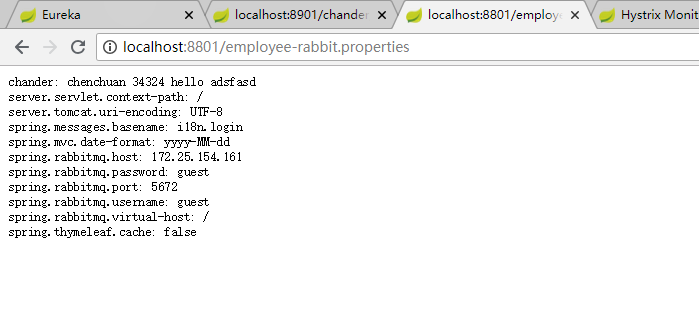 Eureka
localhost:8901/chander
localhost:8801/employe
Hystrix Monit
localhost:8801/employee-rabbit.properties
chander: chenchuan 34324 hello adsfasd
server.servlet.context-path: /
server.tomcat.uri-encoding: UTF-8
spring.messages.basename: i18n.login
spring.mvc.date-format: yyyy-MM-dd
spring.rabbitmq.host: 172.25.154.161
spring.rabbitmq.password: guest
spring.rabbitmq.port: 5672
spring.rabbitmq.username: guest
spring.rabbitmq.virtual-host: /
spring.thymeleaf.cache: false